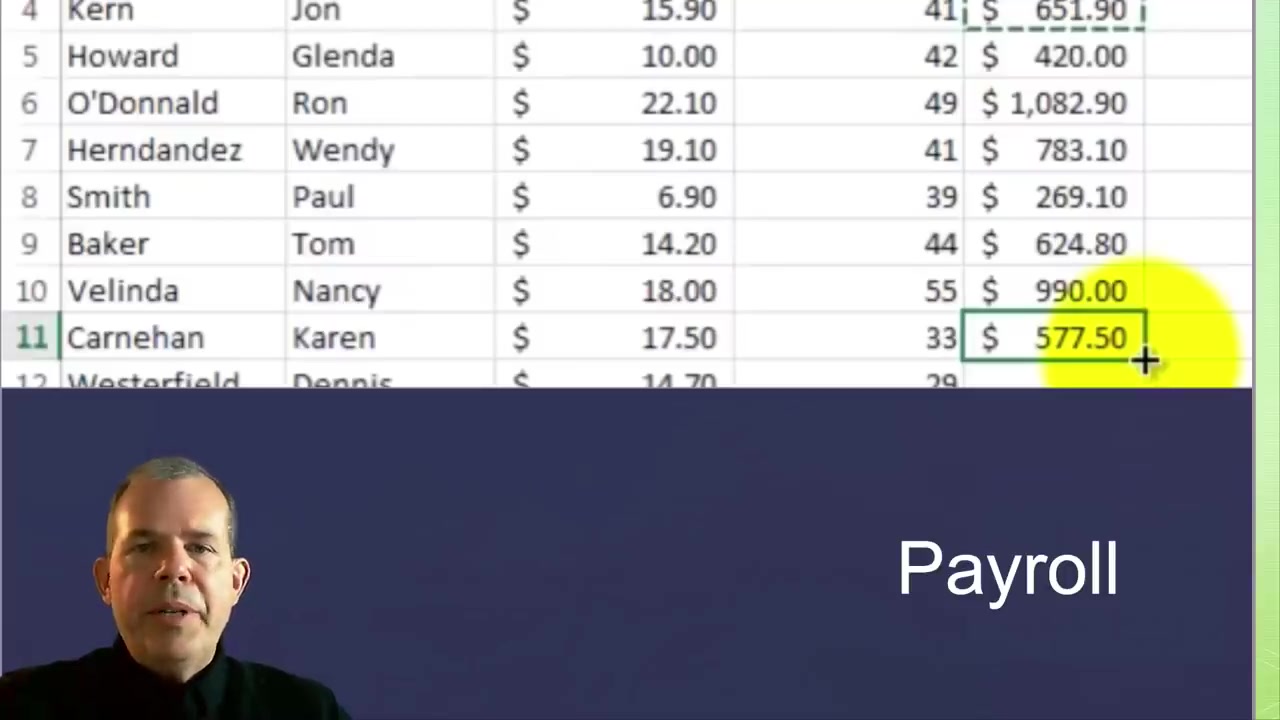 4 Kern Jon $ 15.90 41 $ 651.90
5 Howard Glenda $ 10.00 42 $ 420.00
6 O'Donnald Ron $ 22.10 49 $ 1,082.90
7 Herndandez Wendy $ 19.10 41 $ 783.10
8 Smith Paul $ 6.90 39 $ 269.10
9 Baker Tom $ 14.20 44 $ 624.80
10 Velinda Nancy $ 18.00 55 $ 990.00
11 Carnehan Karen $ 17.50 33 $ 577.50
12 Westerfield Dennis $ 14.70 29
Payroll